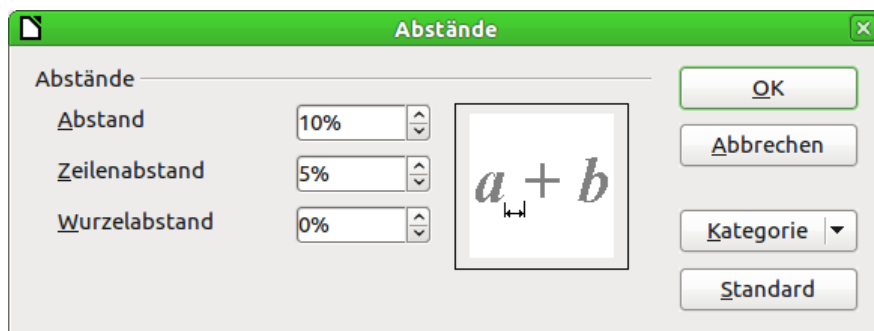 Abstände
Abstände
Abstand 10%
Zeilenabstand 5%
Wurzelabstand 0%
a + b
OK
Abbrechen
Kategorie
Standard